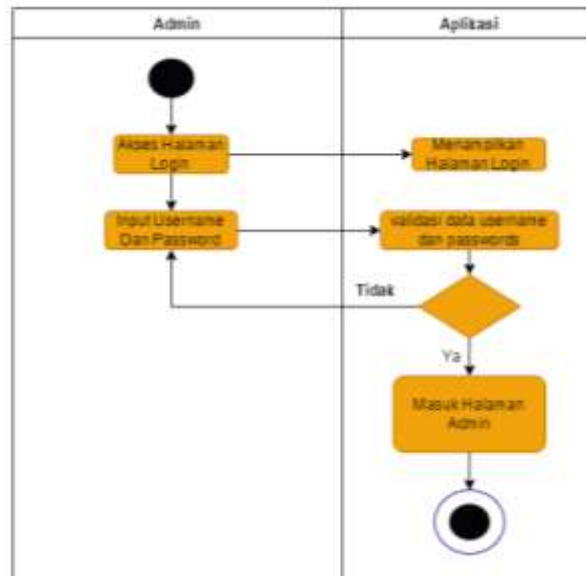 Admin
Aplikasi
Akses Halaman
Login
Menampilkan
Halaman Login
Input Username
Dan Password
validasi data username
dan passwords
Tidak
Ya
Masuk Halaman
Admin